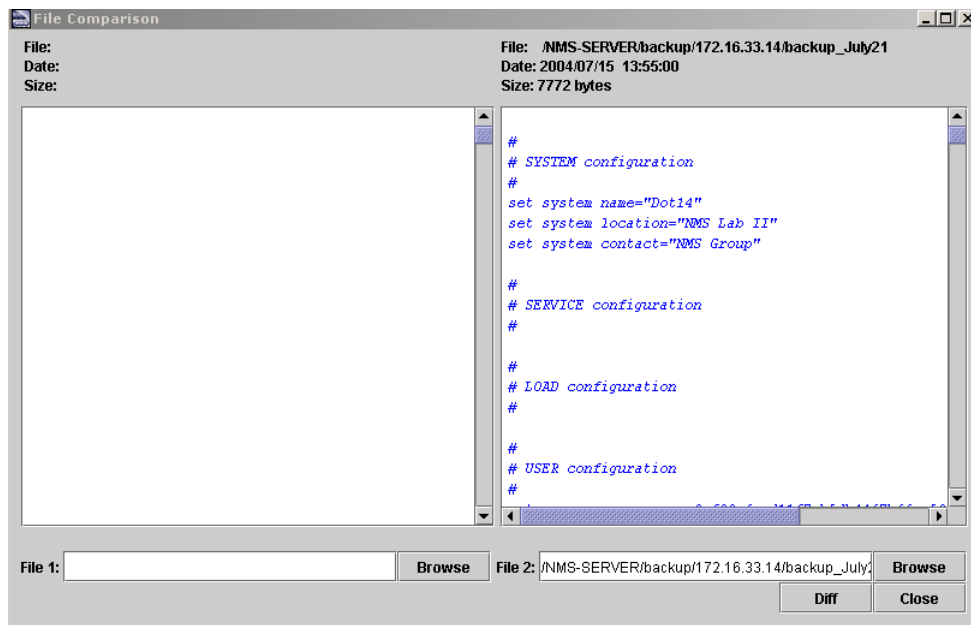 File Comparison
File:
Date:
Size:
File: /NMS-SERVER/backup/172.16.33.14/backup_July21
Date: 2004/07/15 13:55:00
Size: 7772 bytes
#
# SYSTEM configuration
#
set system name="Dot14"
set system location="NMS Lab II"
set system contact="NMS Group"
#
# SERVICE configuration
#
#
# LOAD configuration
#
#
# USER configuration
#
File 1:
Browse
File 2: /NMS-SERVER/backup/172.16.33.14/backup_July2
Browse
Diff
Close